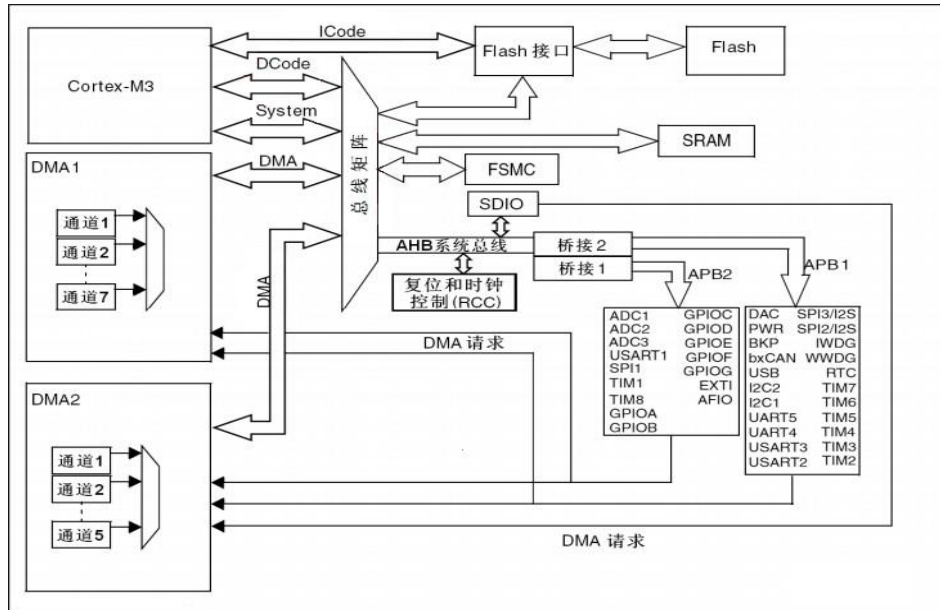 ICode
Flash 接口
Flash
Cortex-M3
DCode
System
总线矩阵
SRAM
DMA1
DMA
FSMC
SDIO
通道1
通道2
通道7
AHB系统总线
桥接2
桥接1
APB2
APB1
DMA
复位和时钟
控制(RCC)
ADC1 GPIOC
ADC2 GPIOD
ADC3 GPIOE
USART1 GPIOF
SPI1 GPIOG
TIM1 EXTI
TIM8 AFIO
GPIOA
GPIOB
DAC SPI3/I2S
PWR SPI2/I2S
BKP IWDG
bxCAN WWDG
USB RTC
I2C2 TIM7
I2C1 TIM6
UART5 TIM5
UART4 TIM4
USART3 TIM3
USART2 TIM2
DMA 请求
DMA2
通道1
通道2
通道5
DMA 请求